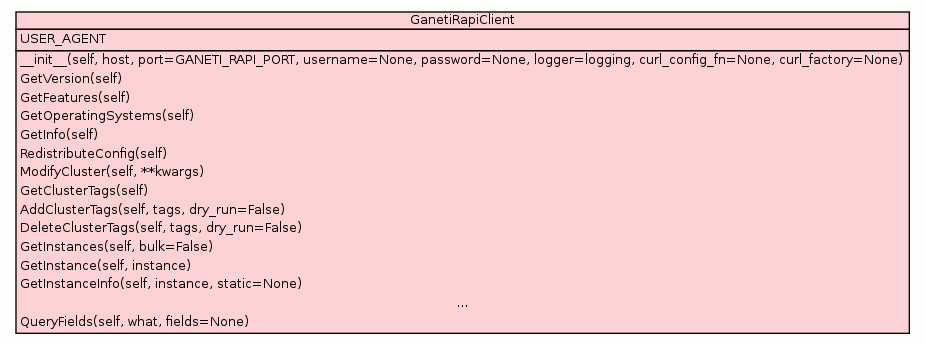 GanetiRapiClient
USER_AGENT
__init__(self, host, port=GANETI_RAPI_PORT, username=None, password=None, logger=logging, curl_config_fn=None, curl_factory=None)
GetVersion(self)
GetFeatures(self)
GetOperatingSystems(self)
GetInfo(self)
RedistributeConfig(self)
ModifyCluster(self, **kwargs)
GetClusterTags(self)
AddClusterTags(self, tags, dry_run=False)
DeleteClusterTags(self, tags, dry_run=False)
GetInstances(self, bulk=False)
GetInstance(self, instance)
GetInstanceInfo(self, instance, static=None)
...
QueryFields(self, what, fields=None)